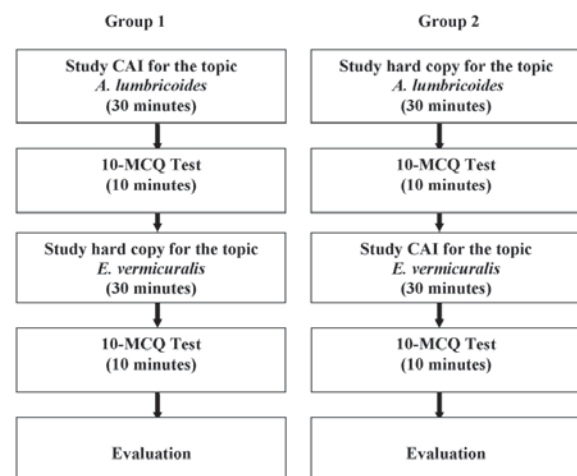 Group 1
Study CAI for the topic
A. lumbricoides
(30 minutes)
10-MCQ Test
(10 minutes)
Study hard copy for the topic
E. vermicuralis
(30 minutes)
10-MCQ Test
(10 minutes)
Evaluation
Group 2
Study hard copy for the topic
A. lumbricoides
(30 minutes)
10-MCQ Test
(10 minutes)
Study CAI for the topic
E. vermicuralis
(30 minutes)
10-MCQ Test
(10 minutes)
Evaluation